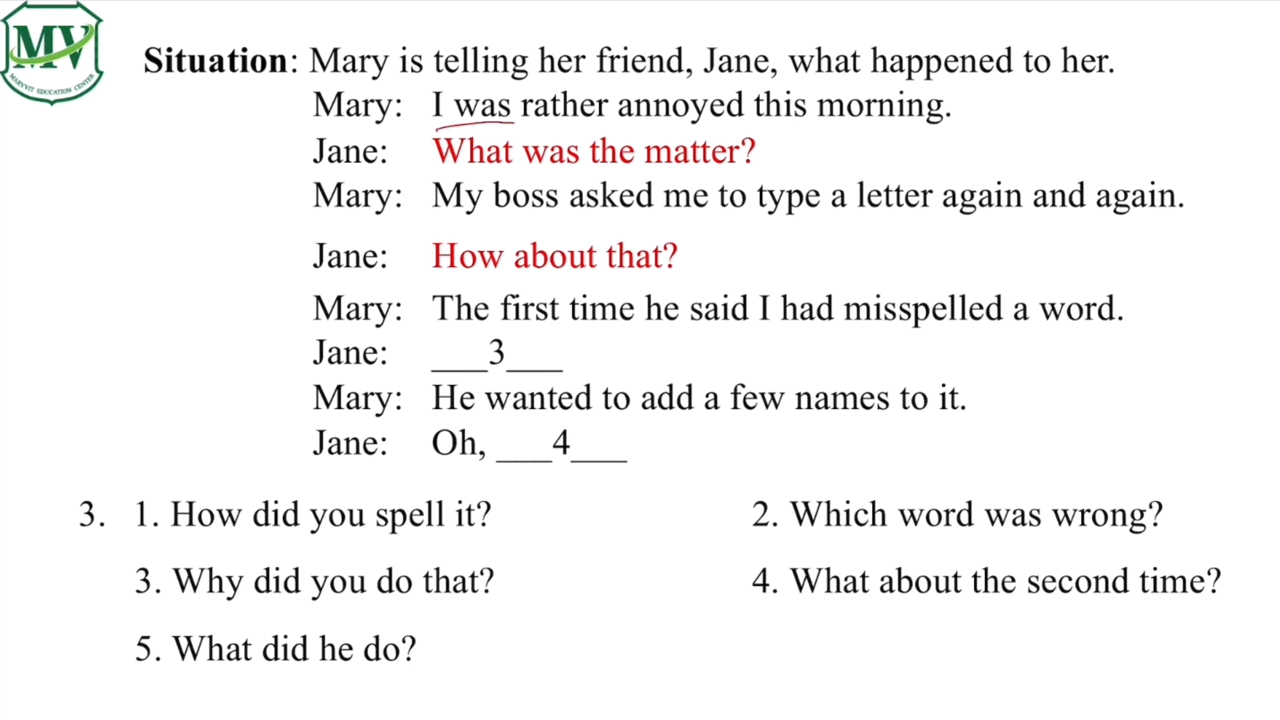 MV
MARYVIT EDUCATION CENTER
Situation: Mary is telling her friend, Jane, what happened to her.
Mary: I was rather annoyed this morning.
Jane: What was the matter?
Mary: My boss asked me to type a letter again and again.
Jane: How about that?
Mary: The first time he said I had misspelled a word.
Jane: ___3___
Mary: He wanted to add a few names to it.
Jane: Oh, ___4___
3. 1. How did you spell it? 2. Which word was wrong?
3. Why did you do that? 4. What about the second time?
5. What did he do?